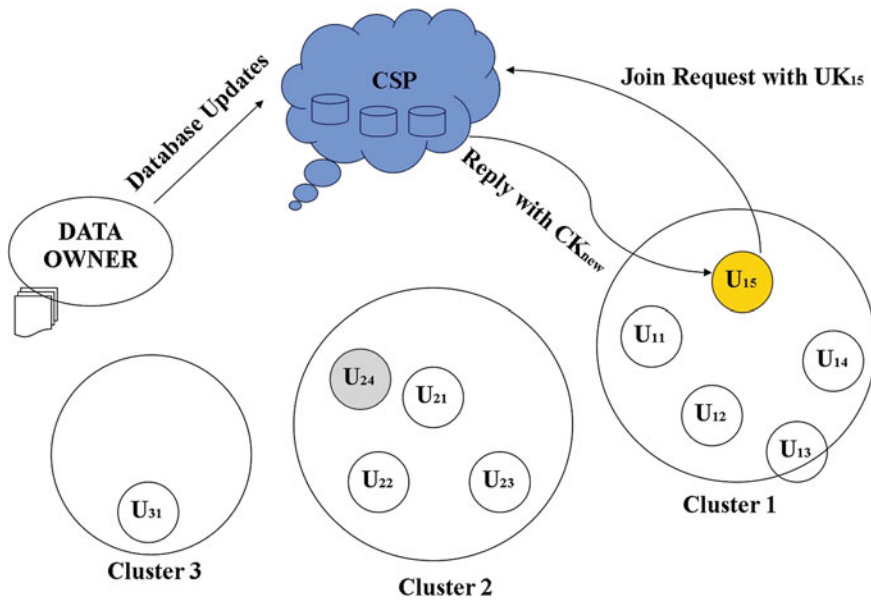 CSP
Join Request with UK₁₅
Database Updates
Reply with CKₙₑw
DATA
OWNER
U₁₅
U₁₁
U₁₄
U₁₂
U₁₃
Cluster 1
U₂₄
U₂₁
U₂₂
U₂₃
Cluster 2
U₃₁
Cluster 3